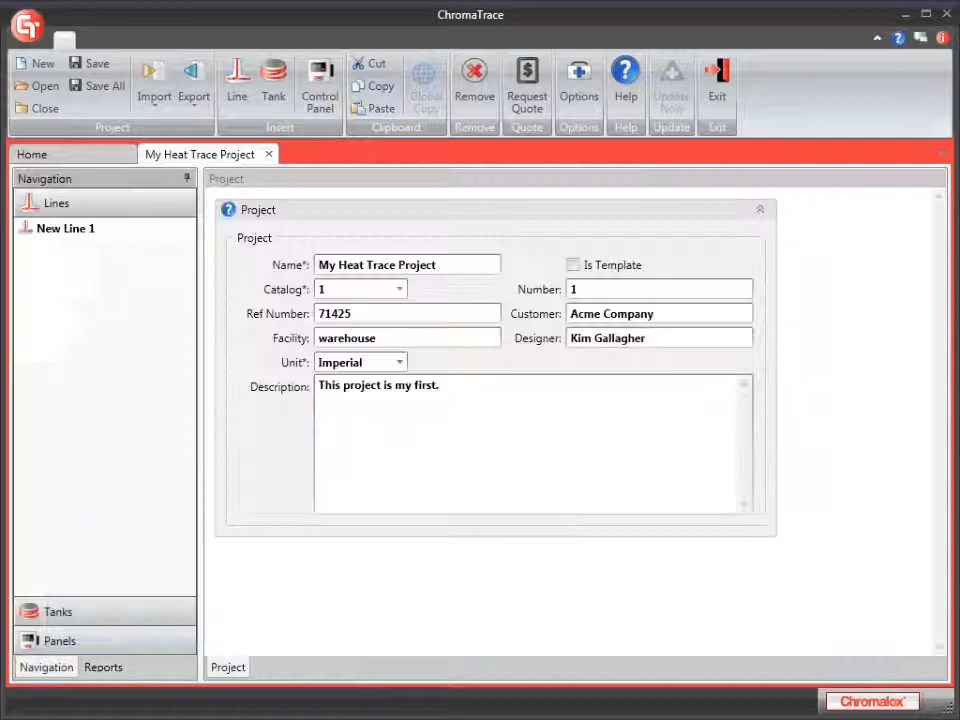 ChromaTrace
New Save
Open Save All
Close
Import Export
Project
Line Tank Control Panel
Insert
Cut
Copy
Paste
Global Copy
Clipboard
Remove
Remove
Request Quote
Quote
Options
Options
Help
Help
Update Now
Update
Exit
Exit
Home My Heat Trace Project
Navigation
Lines
New Line 1
Tanks
Panels
Navigation Reports
Project
Project
Project
Name*: My Heat Trace Project Is Template
Catalog*: 1 Number: 1
Ref Number: 71425 Customer: Acme Company
Facility: warehouse Designer: Kim Gallagher
Unit*: Imperial
Description: This project is my first.
Project
Chromalox